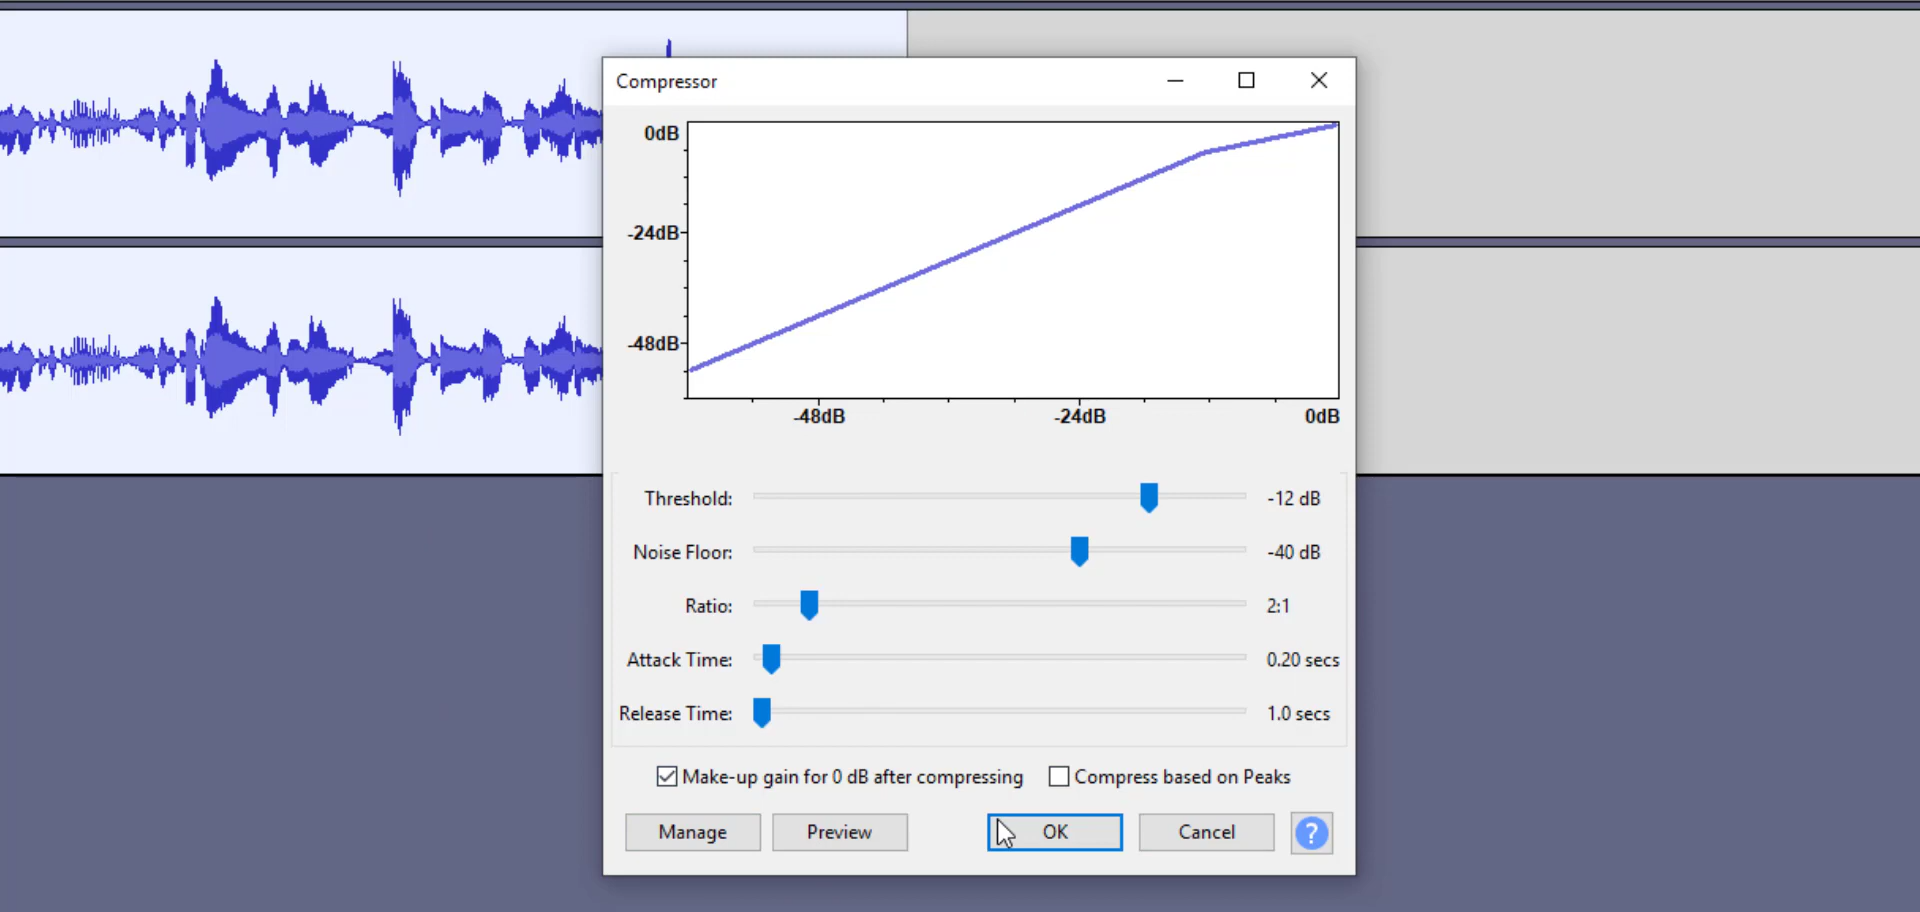 Compressor
0dB
-24dB
-48dB
-48dB -24dB 0dB
Threshold: -12 dB
Noise Floor: -40 dB
Ratio: 2:1
Attack Time: 0.20 secs
Release Time: 1.0 secs
Make-up gain for 0 dB after compressing Compress based on Peaks
Manage Preview OK Cancel ?